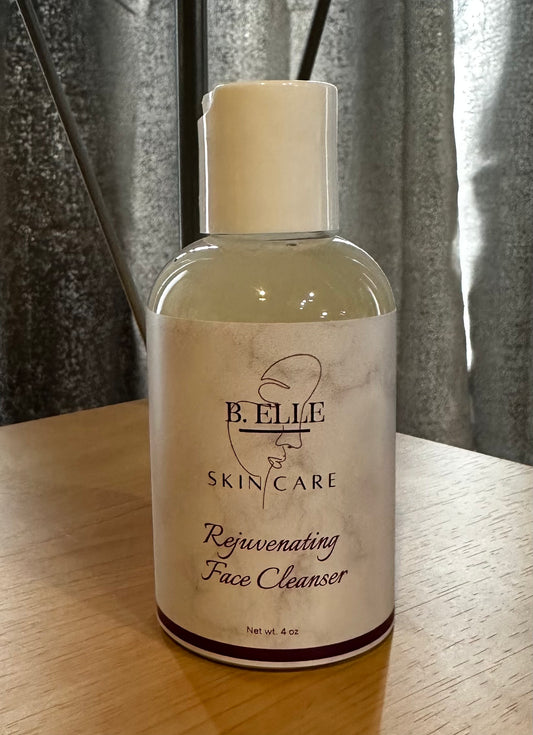 B. ELLE
SKIN CARE
Rejuvenating
Face Cleanser
Net wt. 4 oz